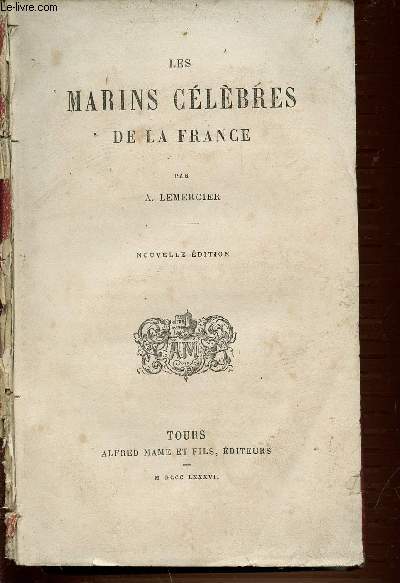 Le-livre.com
LES
MARINS CÉLÈBRES
DE LA FRANCE
PAR
A. LEMERCIER
NOUVELLE ÉDITION
AM
TOURS
ALFRED MAME ET FILS, ÉDITEURS
M DCCC LXXXVI